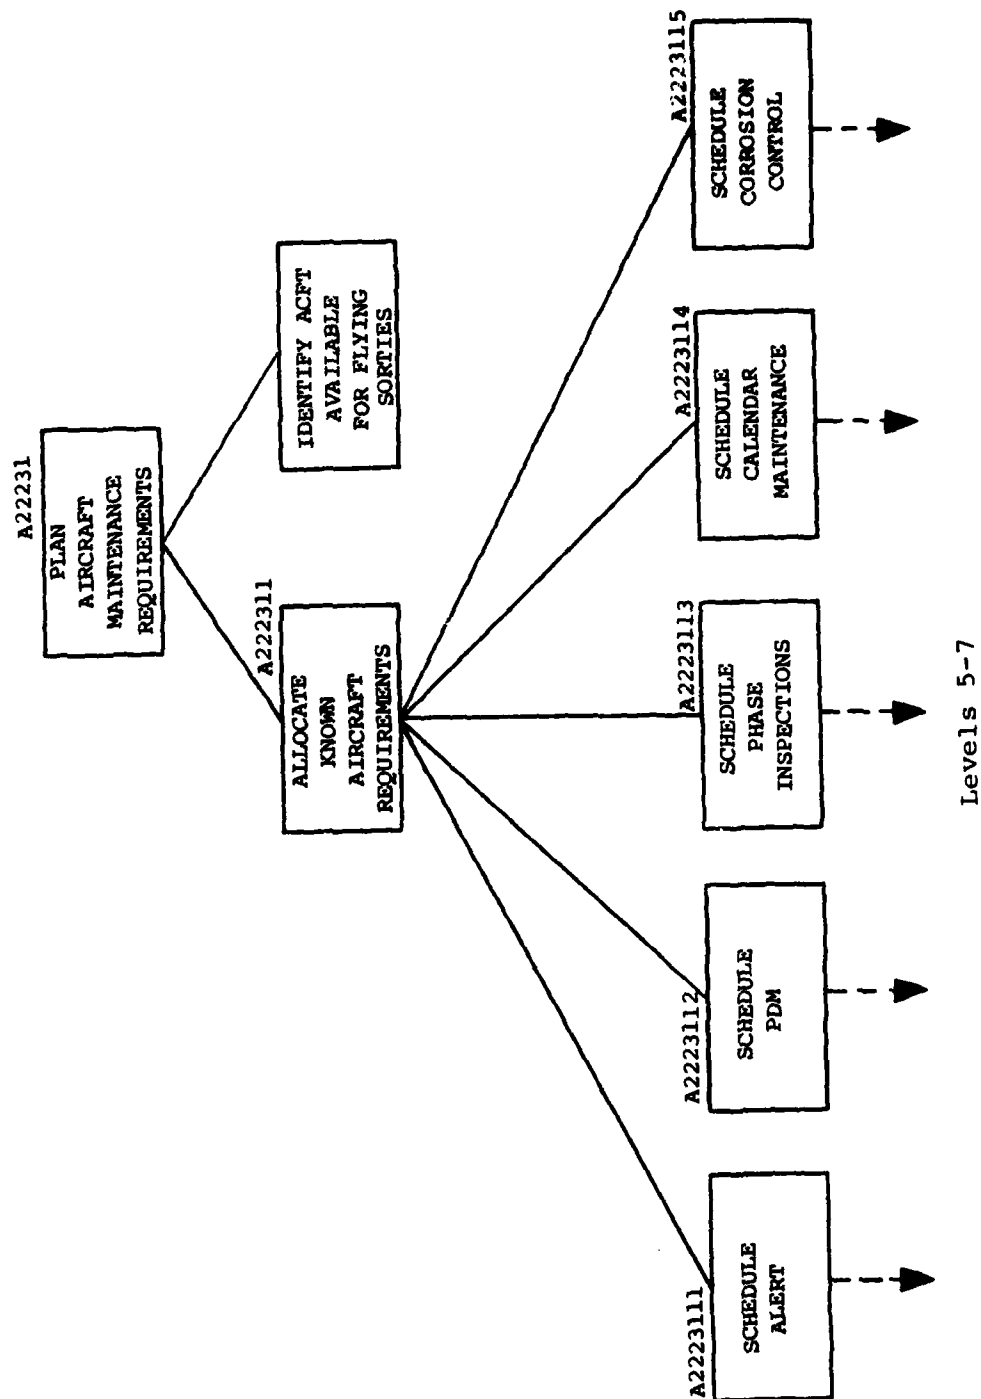 A22231
PLAN
AIRCRAFT
MAINTENANCE
REQUIREMENTS
A222311
ALLOCATE
KNOWN
AIRCRAFT
REQUIREMENTS
IDENTIFY ACFT
AVAILABLE
FOR FLYING
SORTIES
A2223111
SCHEDULE
ALERT
A2223112
SCHEDULE
PDM
A2223113
SCHEDULE
PHASE
INSPECTIONS
A2223114
SCHEDULE
CALENDAR
MAINTENANCE
A2223115
SCHEDULE
CORROSION
CONTROL
Levels 5-7